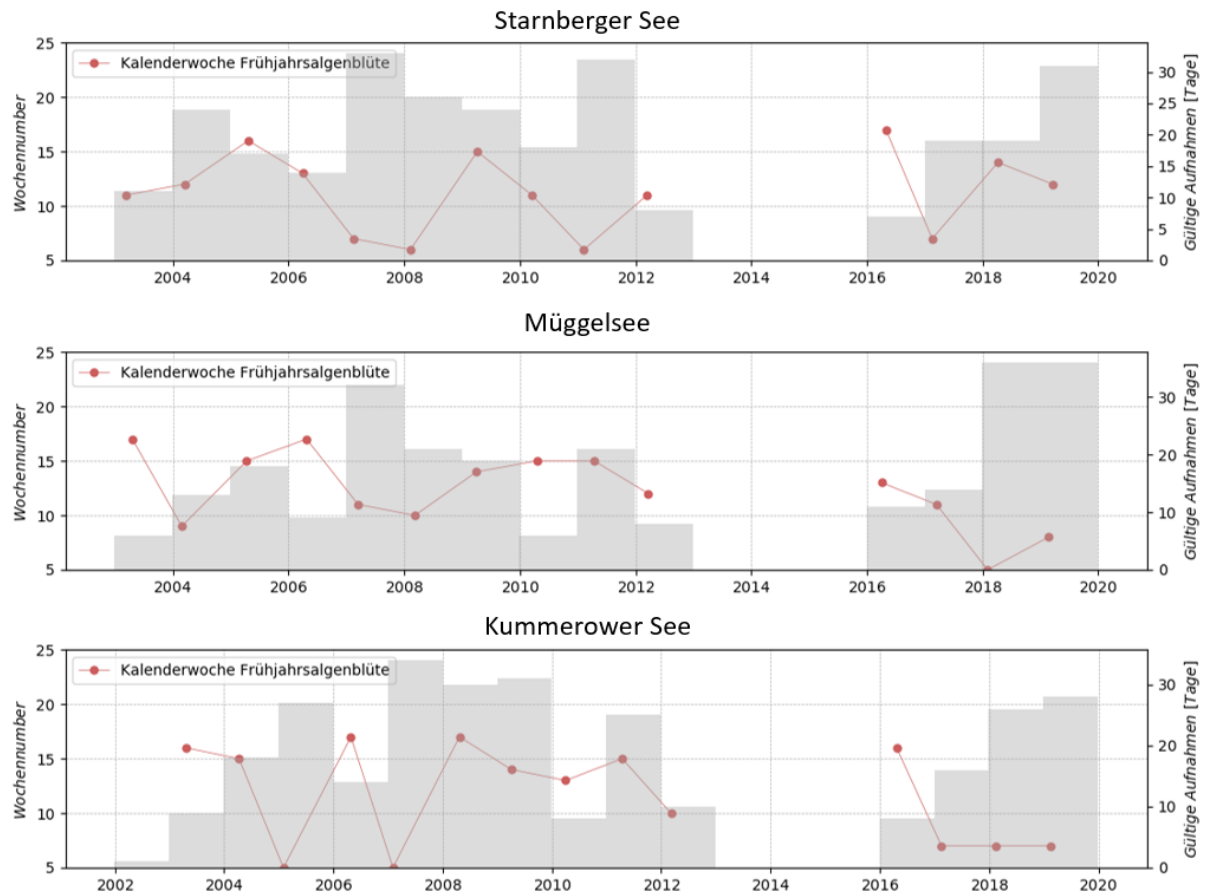 Starnberger See
25
20
15
10
5
Wochennumber
Kalenderwoche Frühjahrsalgenblüte
30
25
20
15
10
5
0
Gültige Aufnahmen [Tage]
2004 2006 2008 2010 2012 2014 2016 2018 2020
Müggelsee
25
20
15
10
5
Wochennumber
Kalenderwoche Frühjahrsalgenblüte
30
20
10
0
Gültige Aufnahmen [Tage]
2004 2006 2008 2010 2012 2014 2016 2018 2020
Kummerower See
25
20
15
10
5
Wochennumber
Kalenderwoche Frühjahrsalgenblüte
30
20
10
0
Gültige Aufnahmen [Tage]
2002 2004 2006 2008 2010 2012 2014 2016 2018 2020